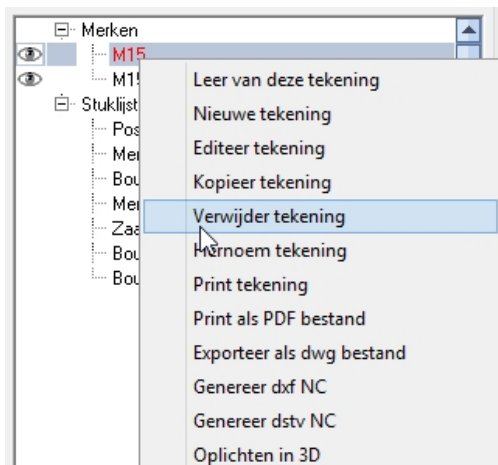 Merken
M15
M15
Stuklijst
Leer van deze tekening
Nieuwe tekening
Editeer tekening
Kopieer tekening
Verwijder tekening
Hernoem tekening
Print tekening
Print als PDF bestand
Exporteer als dwg bestand
Genereer dxf NC
Genereer dstv NC
Oplichten in 3D